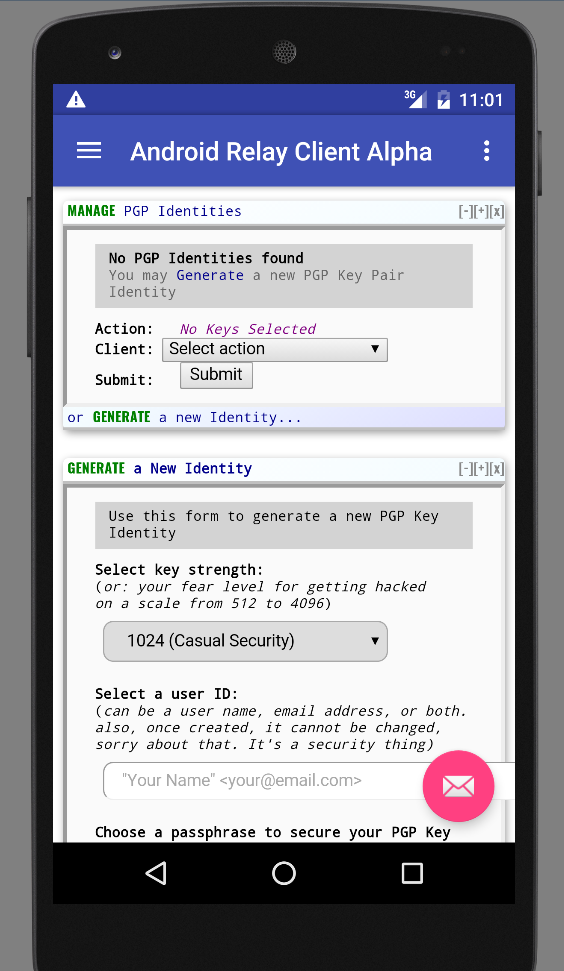 3G 11:01
Android Relay Client Alpha
MANAGE PGP Identities [-][+][x]
No PGP Identities found
You may Generate a new PGP Key Pair
Identity
Action: No Keys Selected
Client: Select action
Submit: Submit
or GENERATE a new Identity...
GENERATE a New Identity [-][+][x]
Use this form to generate a new PGP Key
Identity
Select key strength:
(or: your fear level for getting hacked
on a scale from 512 to 4096)
1024 (Casual Security)
Select a user ID:
(can be a user name, email address, or both.
also, once created, it cannot be changed,
sorry about that. It's a security thing)
"Your Name" <your@email.com>
Choose a passphrase to secure your PGP Key